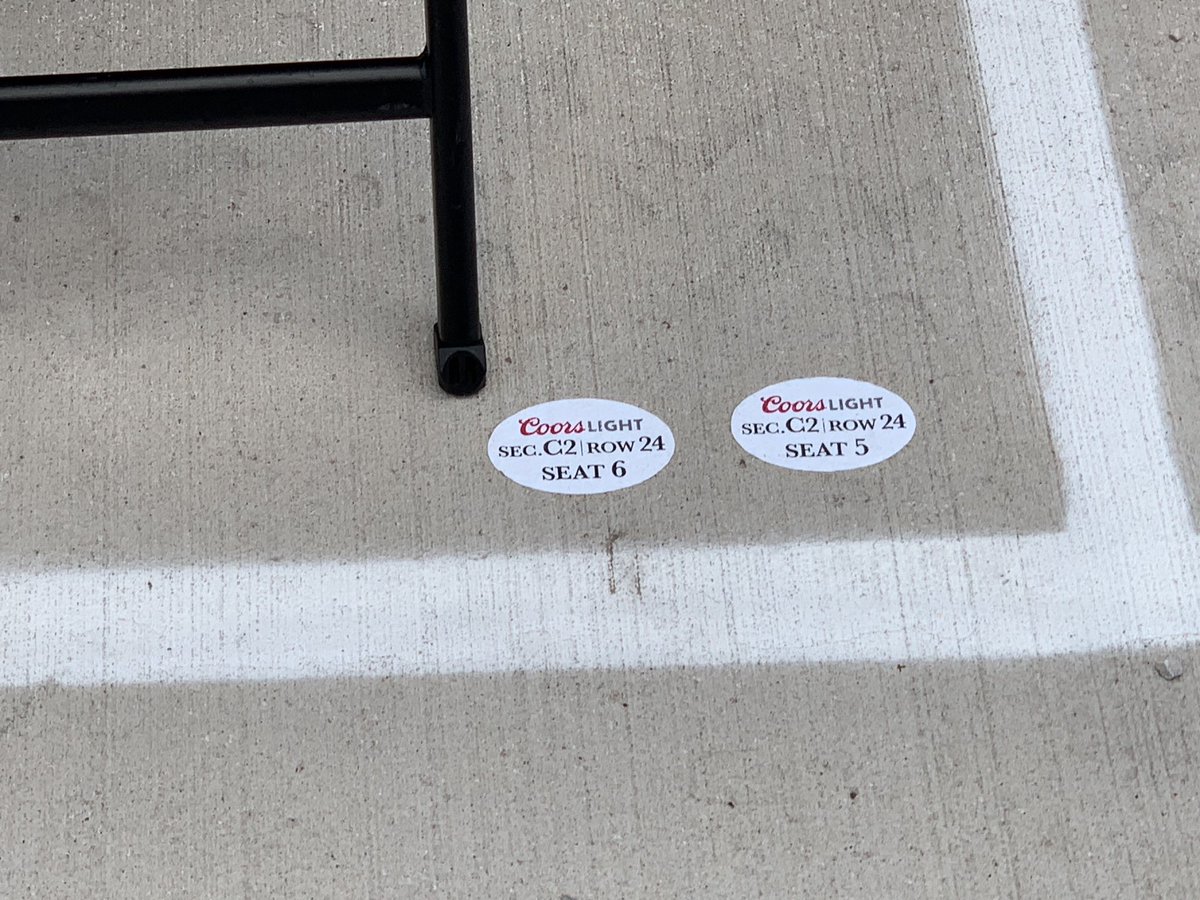 Coors LIGHT
SEC. C2 | ROW 24
SEAT 6
Coors LIGHT
SEC. C2 | ROW 24
SEAT 5